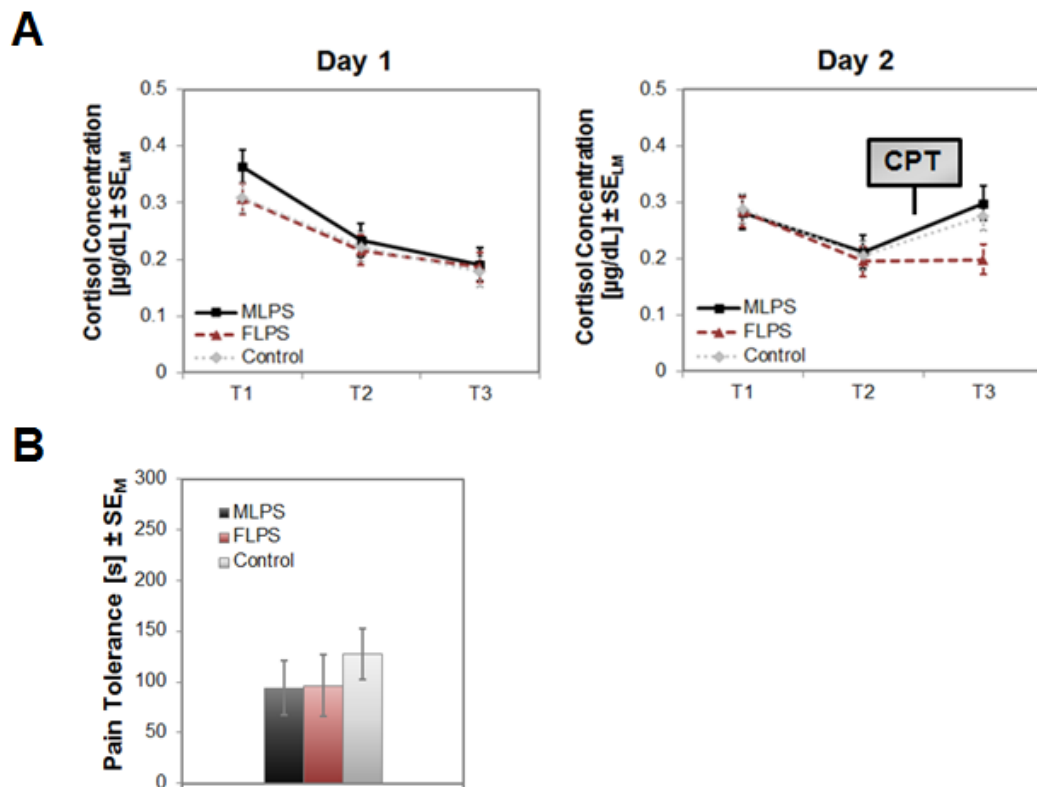 A
Day 1
Cortisol Concentration
[µg/dL] ± SELM
0.5
0.4
0.3
0.2
0.1
0
MLPS
FLPS
Control
T1 T2 T3
Day 2
Cortisol Concentration
[µg/dL] ± SELM
0.5
0.4
0.3
0.2
0.1
0
CPT
MLPS
FLPS
Control
T1 T2 T3
B
Pain Tolerance [s] ± SEM
300
250
200
150
100
50
0
MLPS
FLPS
Control